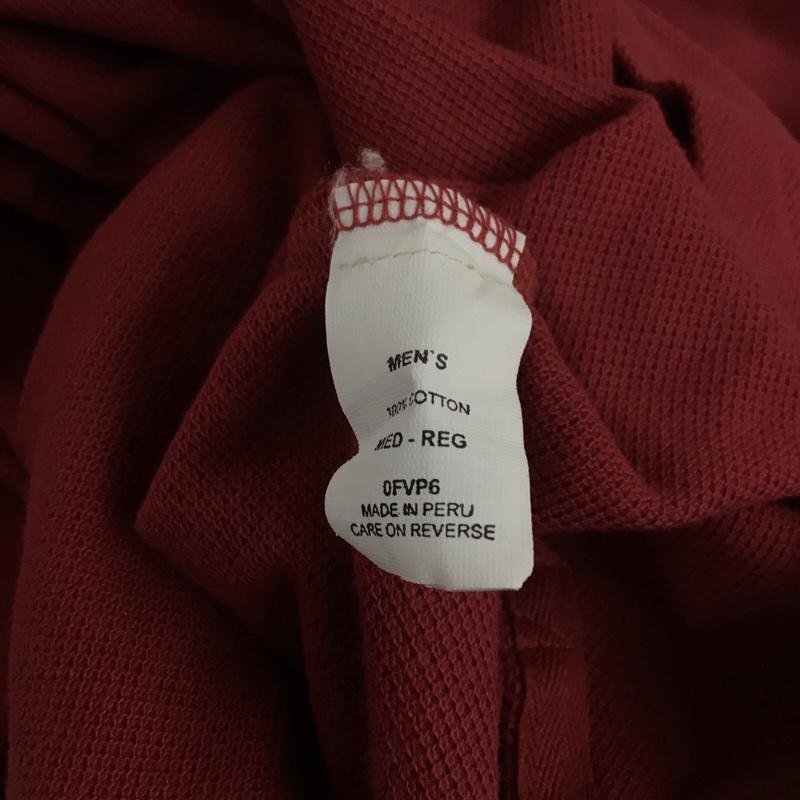 MEN'S
100% COTTON
MED - REG
0FVP6
MADE IN PERU
CARE ON REVERSE